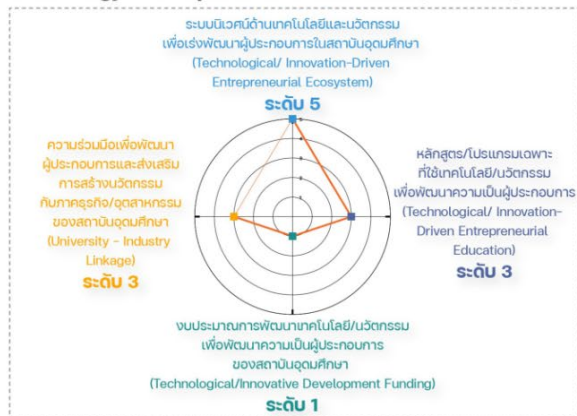 ระบบนิเวศน์ด้านเทคโนโลยีและนวัตกรรม
เพื่อเร่งพัฒนาผู้ประกอบการในสถาบันอุดมศึกษา
(Technological/ Innovation-Driven
Entrepreneurial Ecosystem)
ระดับ 5
ความร่วมมือเพื่อพัฒนา
ผู้ประกอบการและส่งเสริม
การสร้างนวัตกรรม
กับภาคธุรกิจ/อุตสาหกรรม
ของสถาบันอุดมศึกษา
(University - Industry
Linkage)
ระดับ 3
หลักสูตร/โปรแกรมเฉพาะ
ที่ใช้เทคโนโลยี/นวัตกรรม
เพื่อพัฒนาความเป็นผู้ประกอบการ
(Technological/ Innovation-
Driven Entrepreneurial
Education)
ระดับ 3
งบประมาณการพัฒนาเทคโนโลยี/นวัตกรรม
เพื่อพัฒนาความเป็นผู้ประกอบการ
ของสถาบันอุดมศึกษา
(Technological/Innovative Development Funding)
ระดับ 1